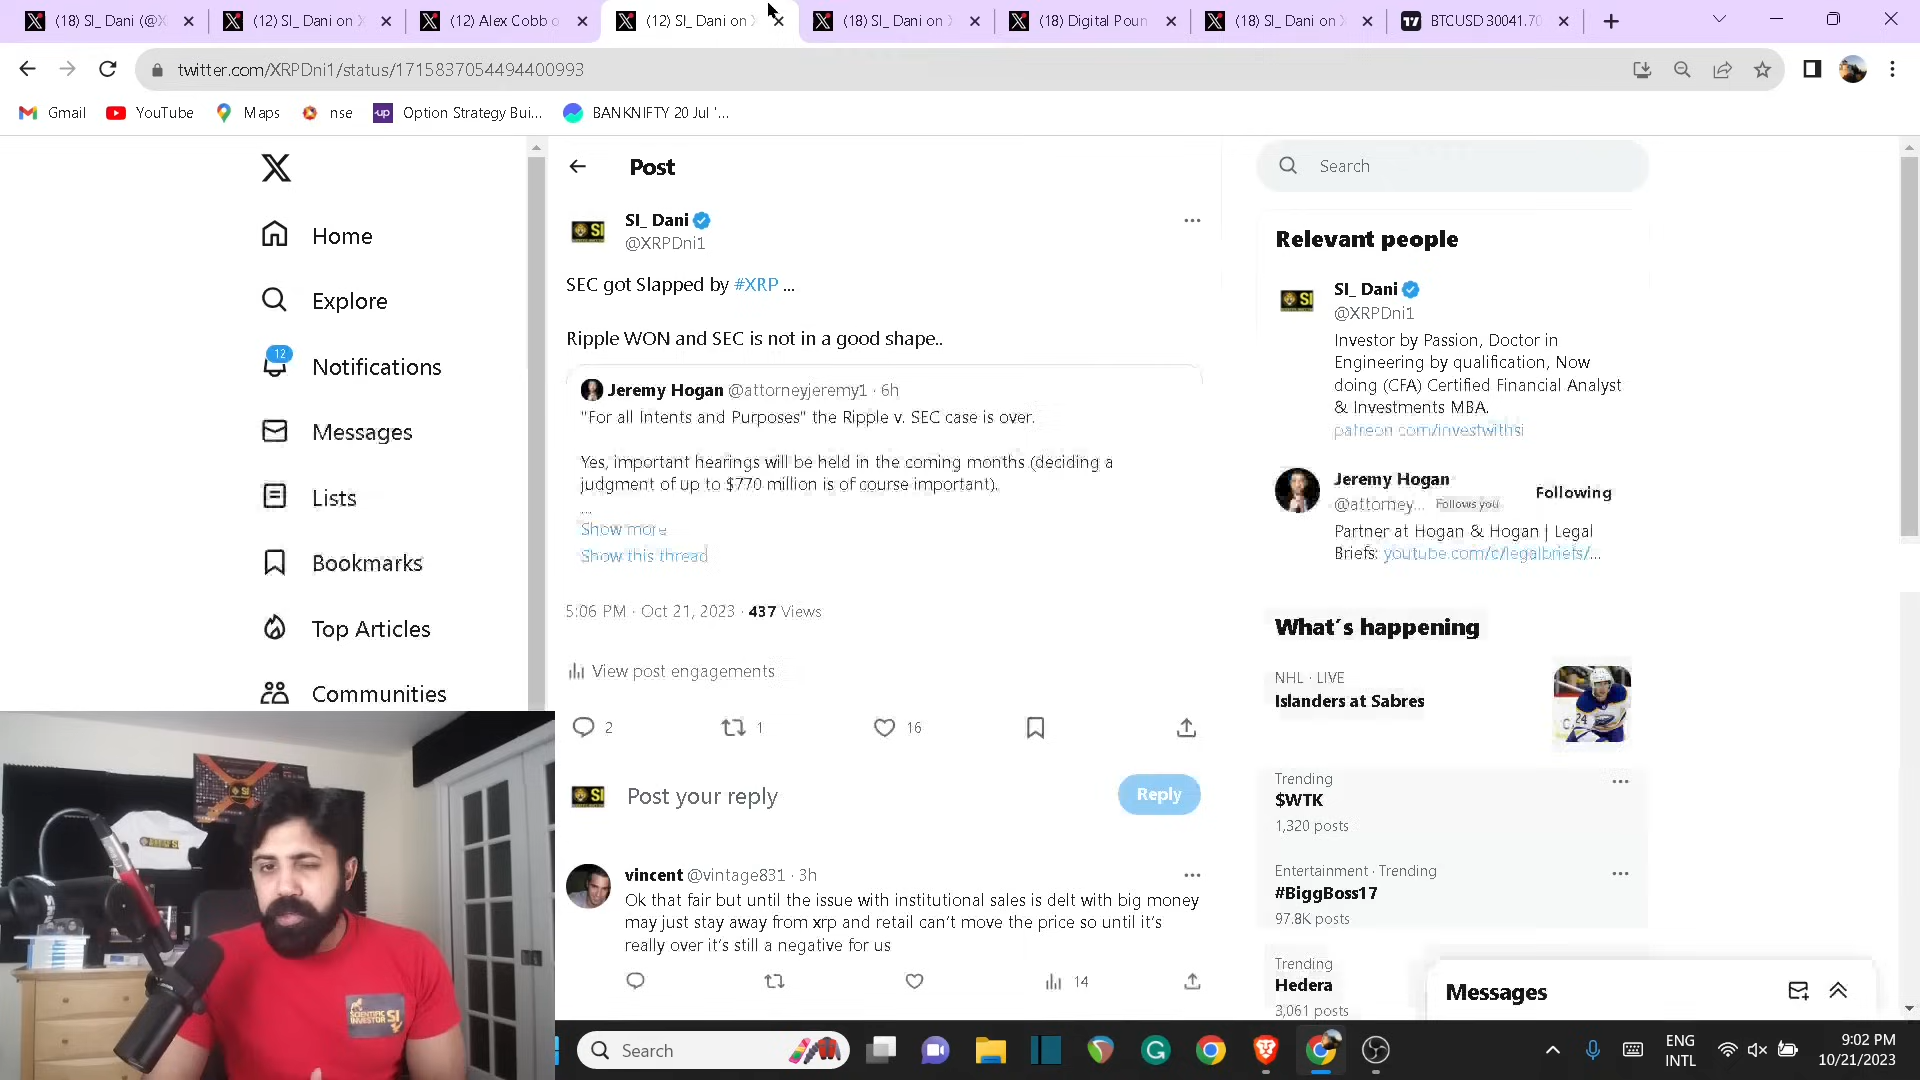 (18) SI_ Dani (@X
(12) SI_ Dani on X
(12) Alex Cobb o
(12) SI_ Dani on X
(18) SI_ Dani on X
(18) Digital Poun
(18) SI_ Dani on X
BTCUSD 30041.70
twitter.com/XRPDni1/status/1715837054494400993
Gmail
YouTube
Maps
nse
up
Option Strategy Bui...
BANKNIFTY 20 Jul '...
Home
Explore
12
Notifications
Messages
Lists
Bookmarks
Top Articles
Communities
Post
SI_ Dani
@XRPDni1
SEC got Slapped by #XRP ...
Ripple WON and SEC is not in a good shape..
Jeremy Hogan @attorneyjeremy1 · 6h
"For all Intents and Purposes" the Ripple v. SEC case is over.
Yes, important hearings will be held in the coming months (deciding a
judgment of up to $770 million is of course important).
...
Show more
Show this thread
5:06 PM · Oct 21, 2023 · 437 Views
View post engagements
2
1
16
Post your reply
Reply
vincent @vintage831 · 3h
Ok that fair but until the issue with institutional sales is delt with big money
may just stay away from xrp and retail can't move the price so until it's
really over it's still a negative for us
14
Search
Relevant people
SI_ Dani
@XRPDni1
Investor by Passion, Doctor in
Engineering by qualification, Now
doing (CFA) Certified Financial Analyst
& Investments MBA.
patreon.com/investwithsi
Jeremy Hogan
@attorney... Follows you
Following
Partner at Hogan & Hogan | Legal
Briefs: youtube.com/c/legalbriefs/...
What's happening
NHL · LIVE
Islanders at Sabres
24
Trending
$WTK
1,320 posts
Entertainment · Trending
#BiggBoss17
97.8K posts
Trending
Hedera
3,061 posts
Messages
SI
SCIENTIFIC
INVESTOR SI
Search
ENG
INTL
9:02 PM
10/21/2023